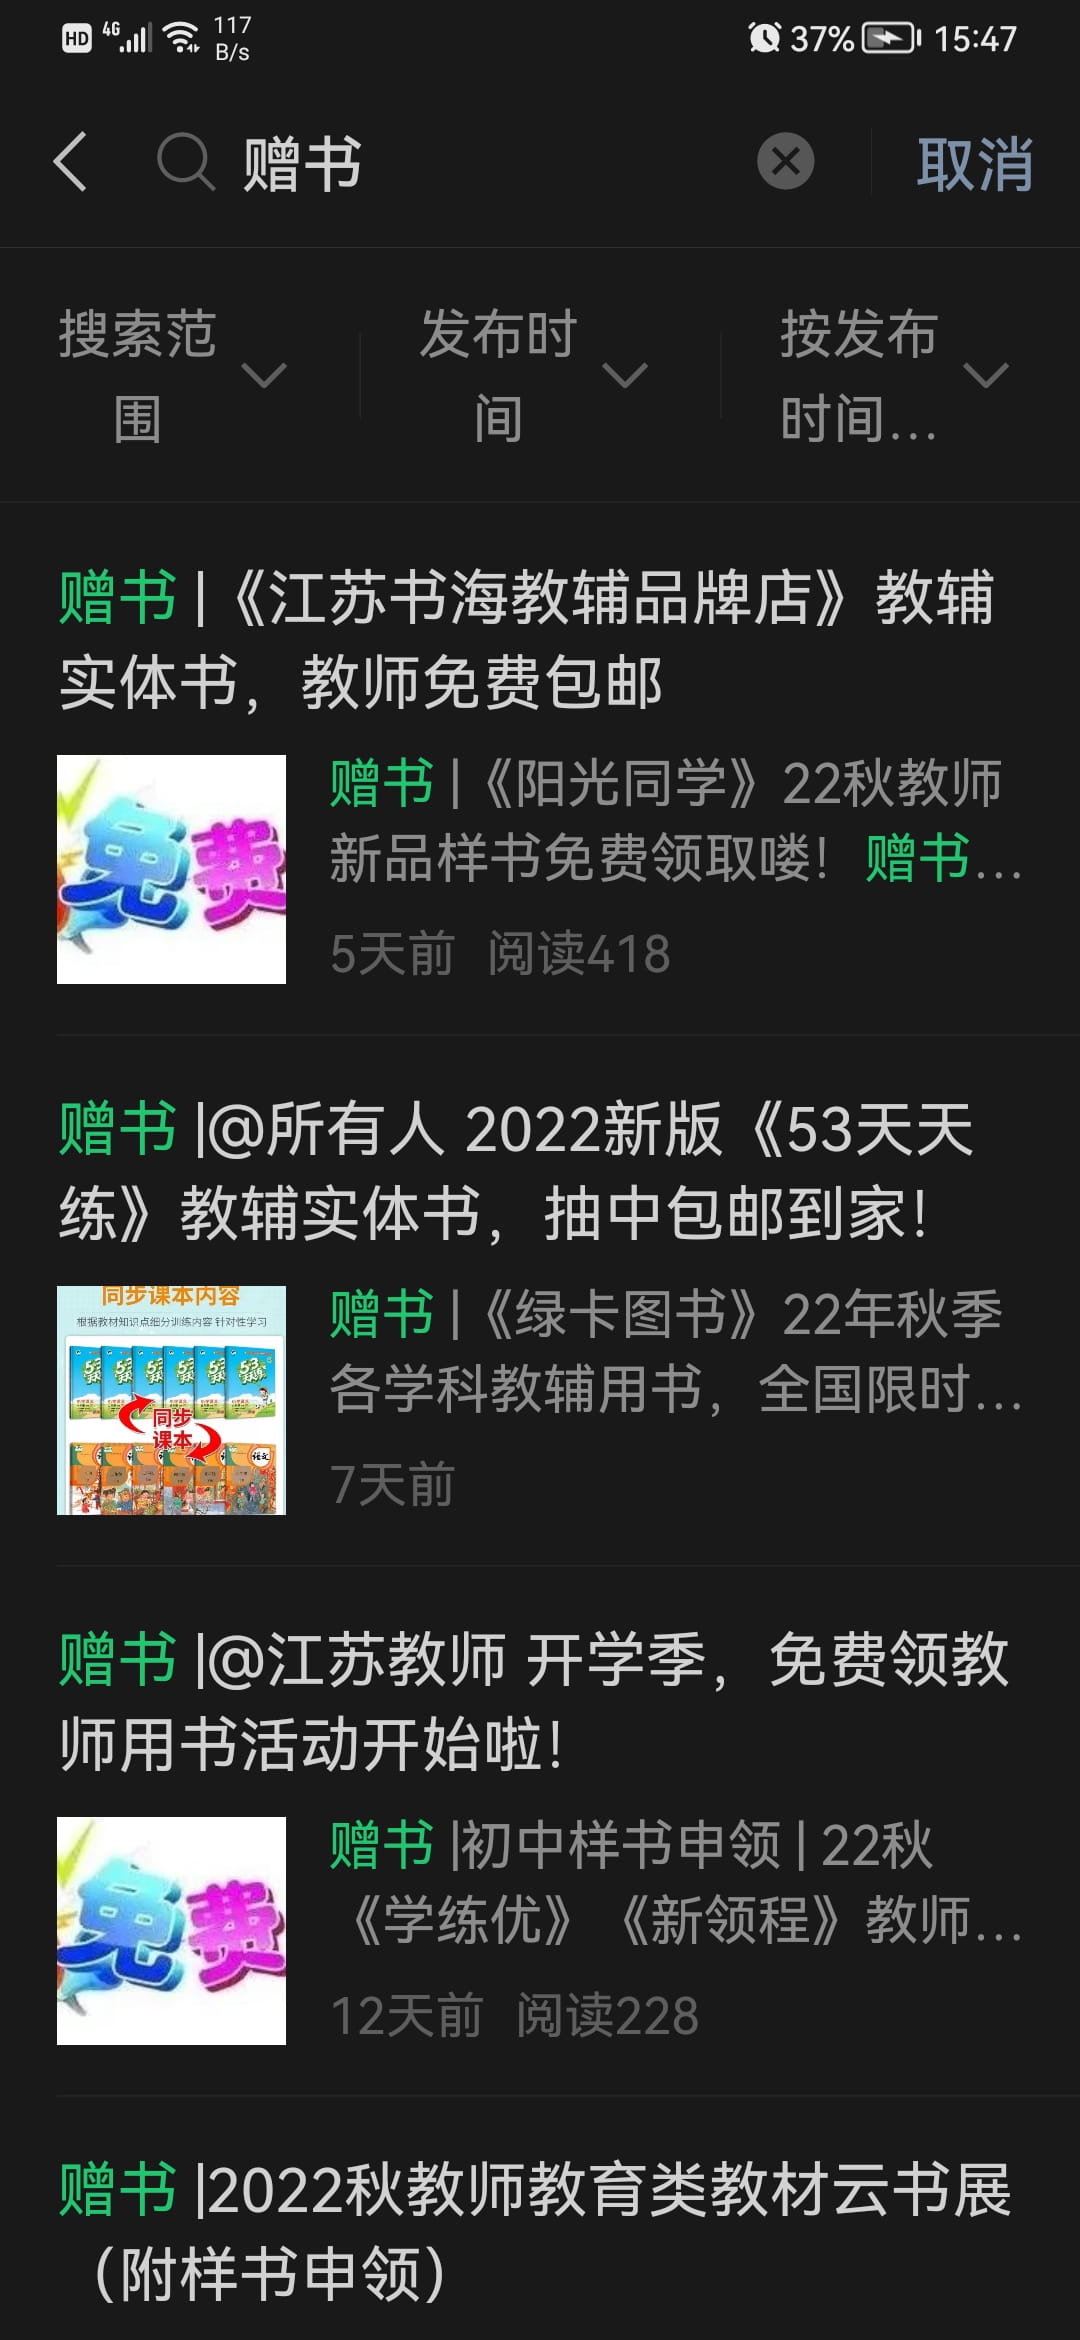 HD 4G 117 B/s 37% 15:47
赠书 取消
搜索范围 发布时间 按发布时间...
赠书 |《江苏书海教辅品牌店》教辅
实体书，教师免费包邮
免费
赠书 |《阳光同学》22秋教师
新品样书免费领取喽！赠书...
5天前 阅读418
赠书 |@所有人 2022新版《53天天
练》教辅实体书，抽中包邮到家！
同步课本内容
根据教材知识点细分训练内容 针对性学习
同步
课本
语文
赠书 |《绿卡图书》22年秋季
各学科教辅用书，全国限时...
7天前
赠书 |@江苏教师 开学季，免费领教
师用书活动开始啦！
免费
赠书 |初中样书申领 | 22秋
《学练优》《新领程》教师...
12天前 阅读228
赠书 |2022秋教师教育类教材云书展
（附样书申领）